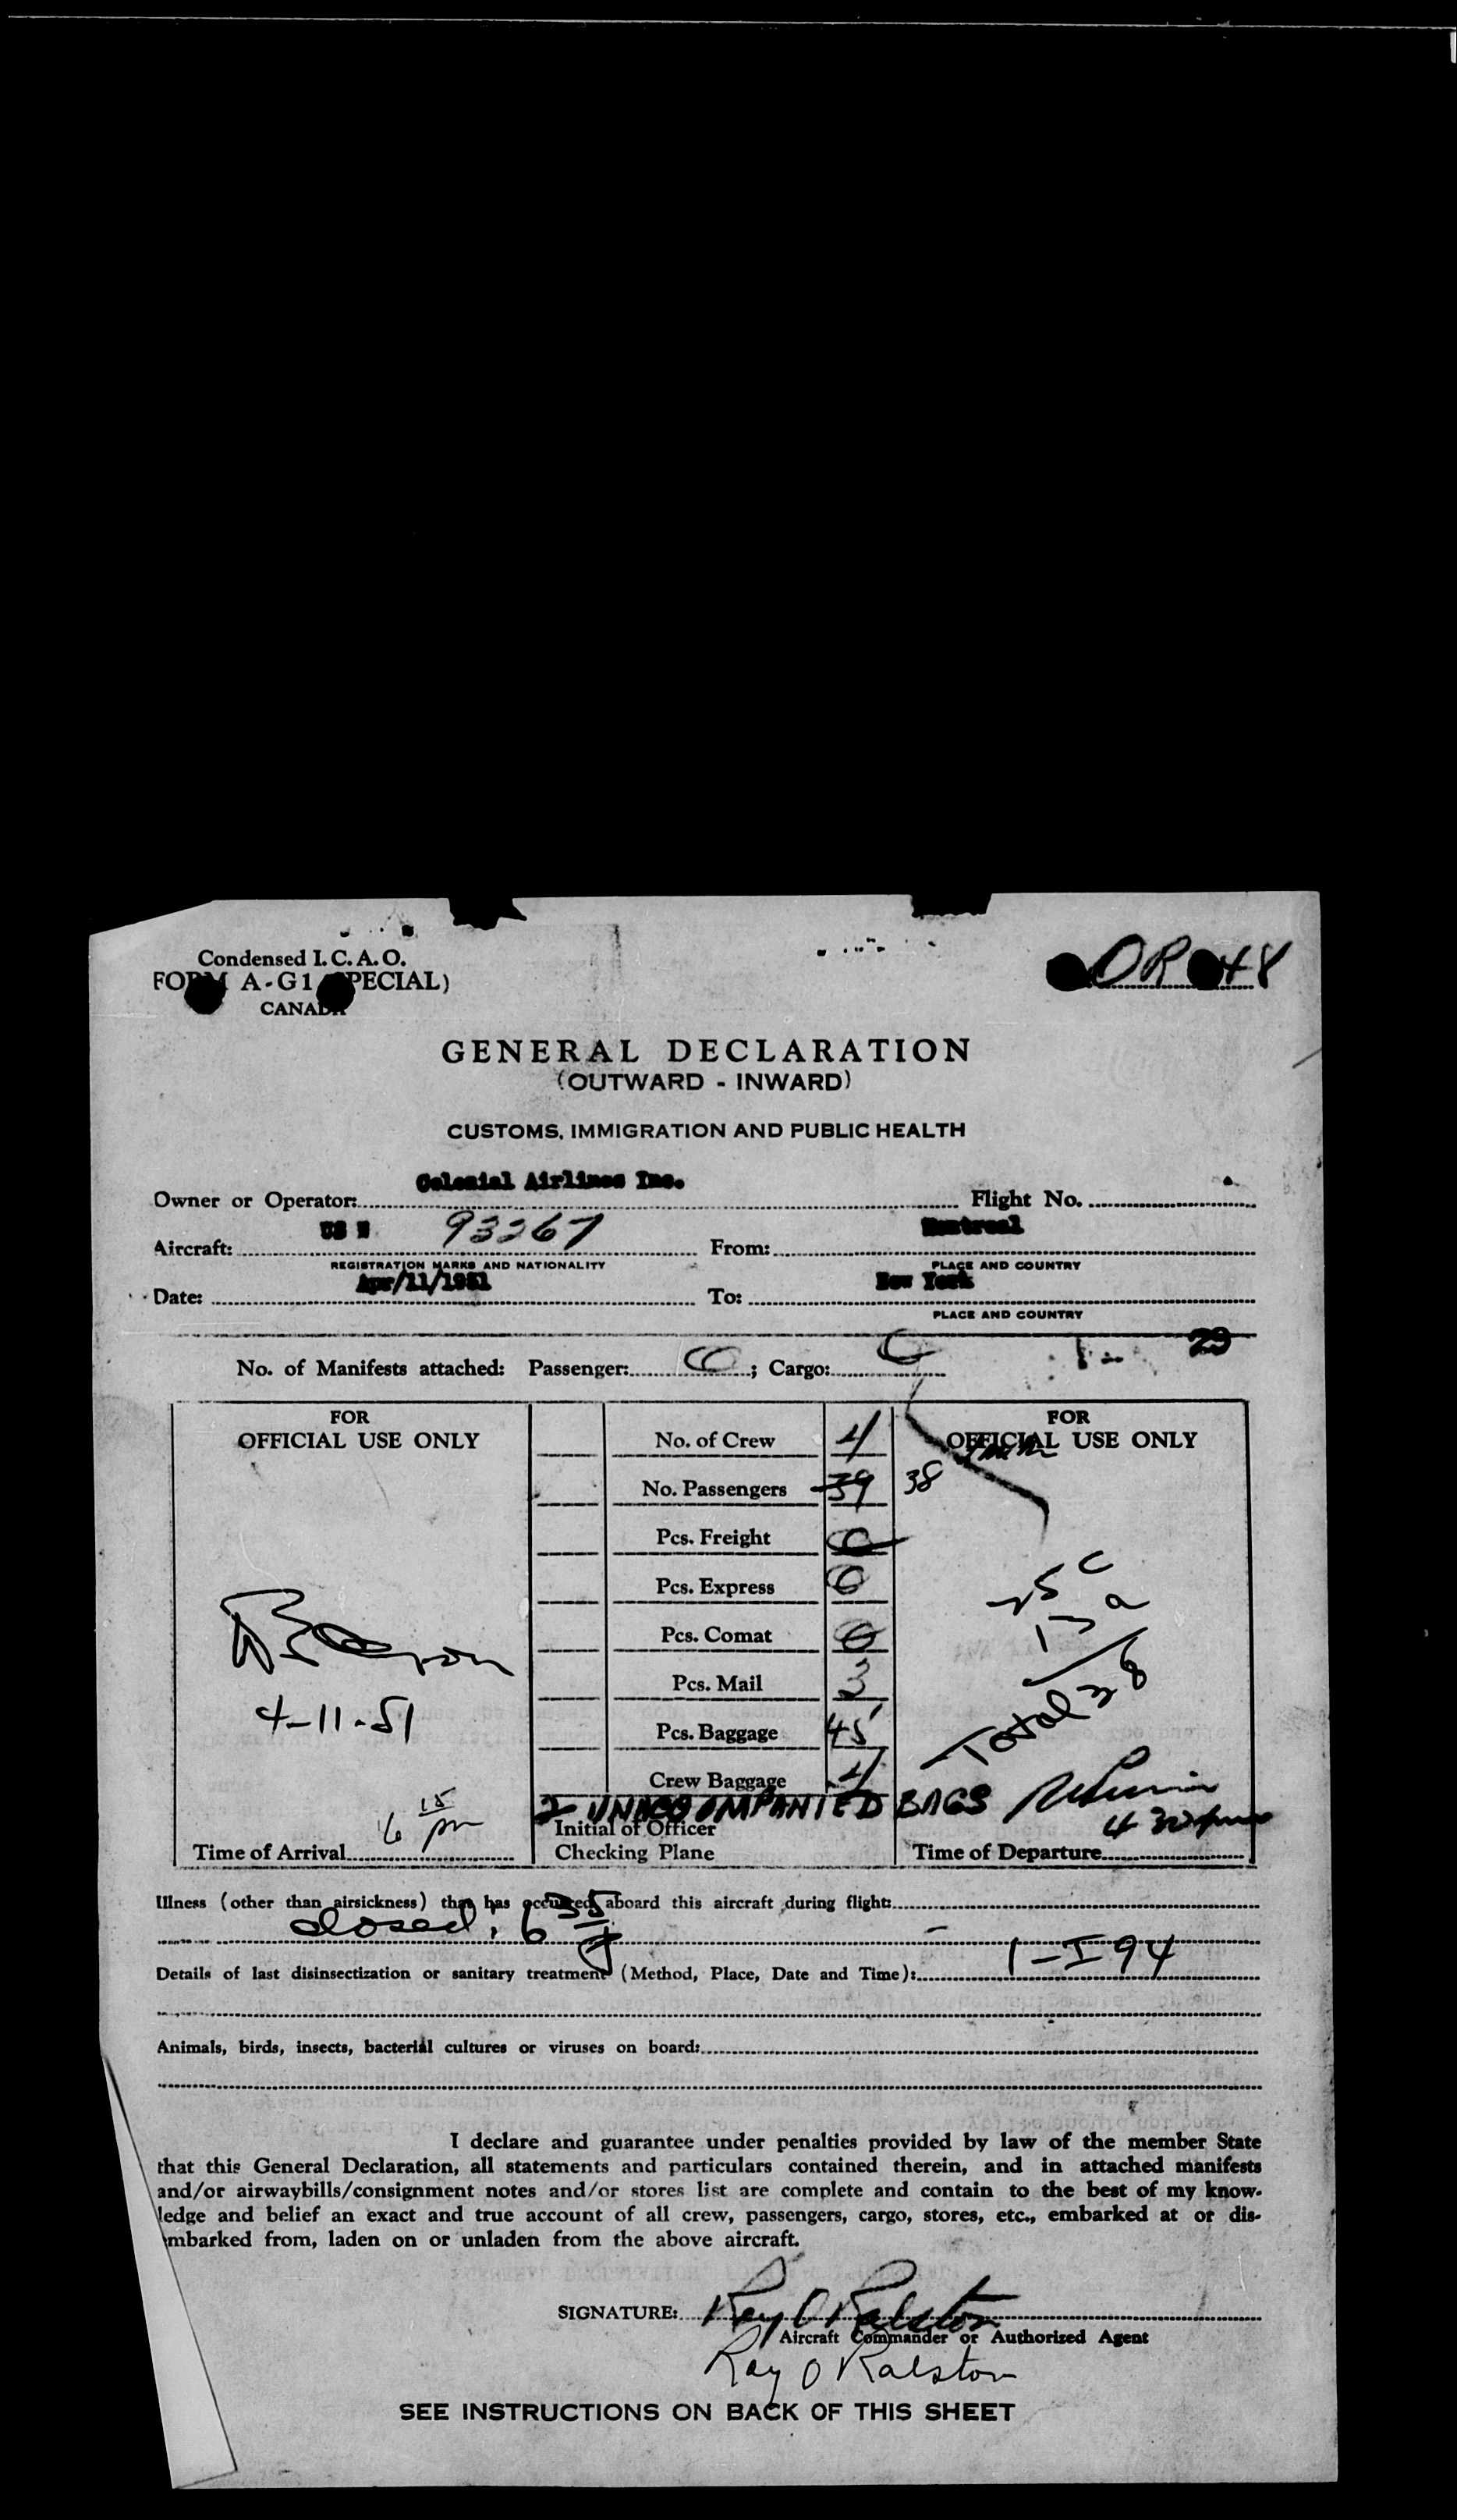 Condensed I. C. A. O.
FORM A - G1 (SPECIAL)
CANADA
OR 48
GENERAL DECLARATION
(OUTWARD - INWARD)
CUSTOMS, IMMIGRATION AND PUBLIC HEALTH
Colonial Airlines Inc.
Owner or Operator: Flight No.
US N 93267 Montreal
Aircraft: From:
REGISTRATION MARKS AND NATIONALITY PLACE AND COUNTRY
Apr/11/1951 New York
Date: To:
PLACE AND COUNTRY
29
No. of Manifests attached: Passenger: ; Cargo:
FOR
OFFICIAL USE ONLY
4-11-51
6 15 pm
Time of Arrival
No. of Crew 4
No. Passengers 39 38
Pcs. Freight 0
Pcs. Express 0
Pcs. Comat 0
Pcs. Mail 3
Pcs. Baggage 45
Crew Baggage 4
2 UNACCOMPANIED BAGS
Initial of Officer
Checking Plane
FOR
OFFICIAL USE ONLY
25 C
13 a
Total 38
4 30 pm
Time of Departure
Illness (other than airsickness) that has occurred aboard this aircraft during flight:
closed. 6 35
1-I94
Details of last disinsectization or sanitary treatment (Method, Place, Date and Time):
Animals, birds, insects, bacterial cultures or viruses on board:
I declare and guarantee under penalties provided by law of the member State
that this General Declaration, all statements and particulars contained therein, and in attached manifests
and/or airwaybills/consignment notes and/or stores list are complete and contain to the best of my know-
ledge and belief an exact and true account of all crew, passengers, cargo, stores, etc., embarked at or dis-
embarked from, laden on or unladen from the above aircraft.
SIGNATURE: Ray O Ralston
Aircraft Commander or Authorized Agent
Ray O Ralston
SEE INSTRUCTIONS ON BACK OF THIS SHEET